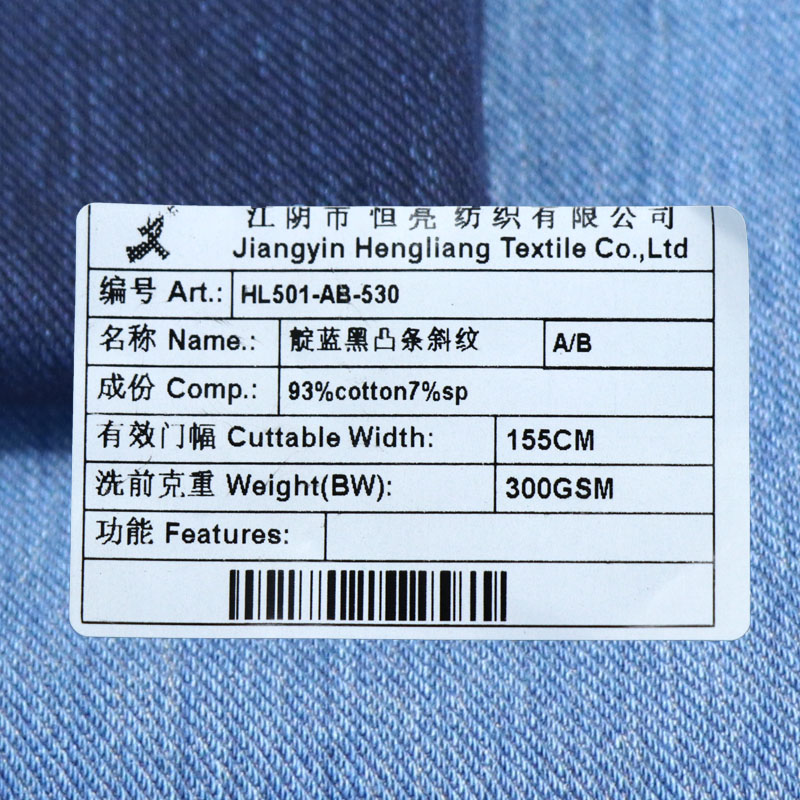 江阴市恒亮纺织有限公司
Jiangyin Hengliang Textile Co.,Ltd
编号 Art.: HL501-AB-530
名称 Name.: 靛蓝黑凸条斜纹 A/B
成份 Comp.: 93%cotton7%sp
有效门幅 Cuttable Width: 155CM
洗前克重 Weight(BW): 300GSM
功能 Features: